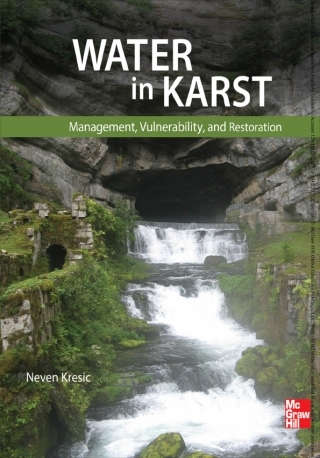 WATER
in KARST
Management, Vulnerability, and Restoration
Neven Kresic
Mc
Graw
Hill